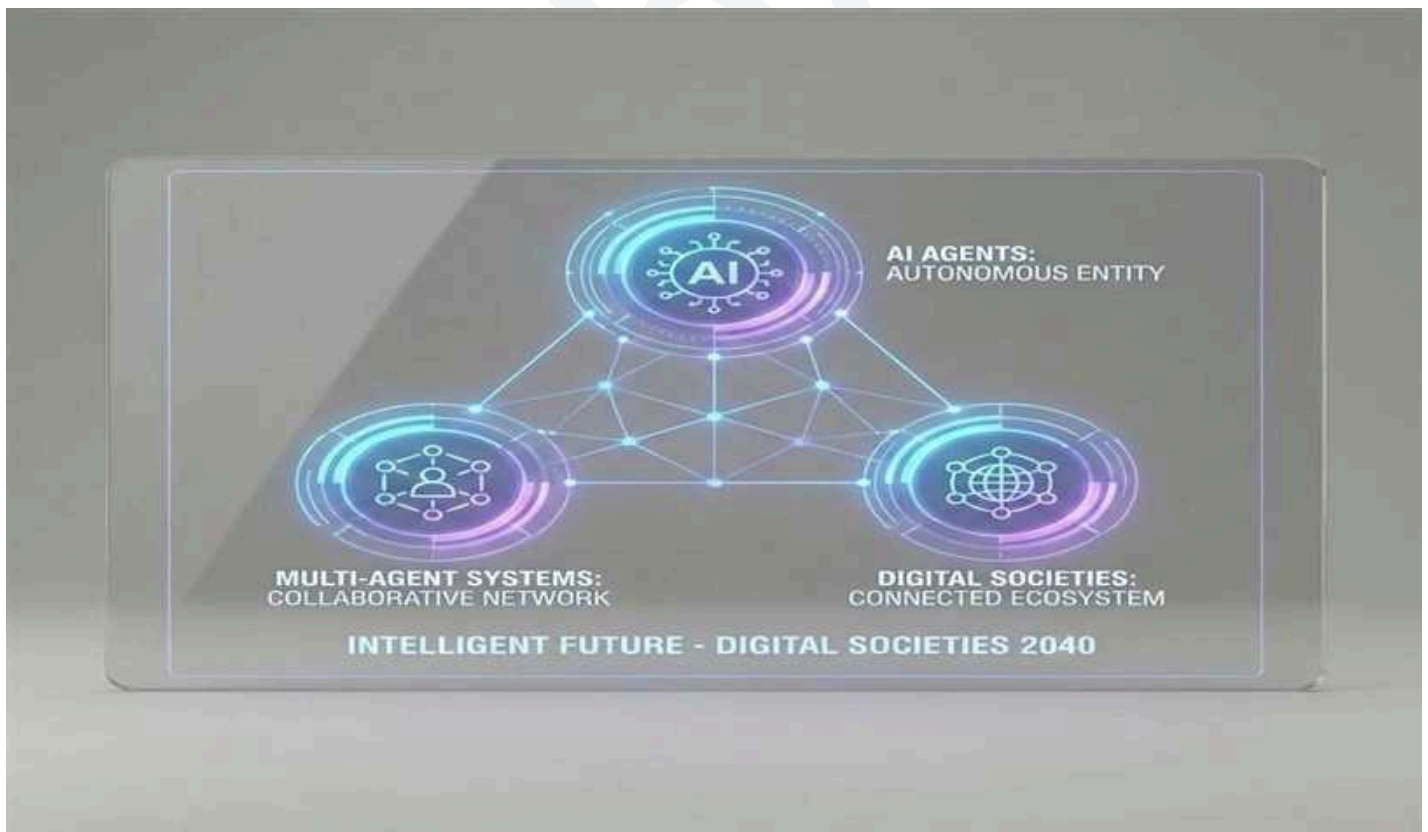 AI
AI AGENTS:
AUTONOMOUS ENTITY
MULTI-AGENT SYSTEMS:
COLLABORATIVE NETWORK
DIGITAL SOCIETIES:
CONNECTED ECOSYSTEM
INTELLIGENT FUTURE - DIGITAL SOCIETIES 2040